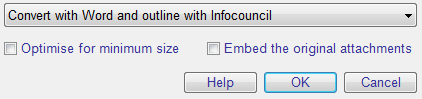 Convert with Word and outline with Infocouncil
Optimise for minimum size Embed the original attachments
Help OK Cancel